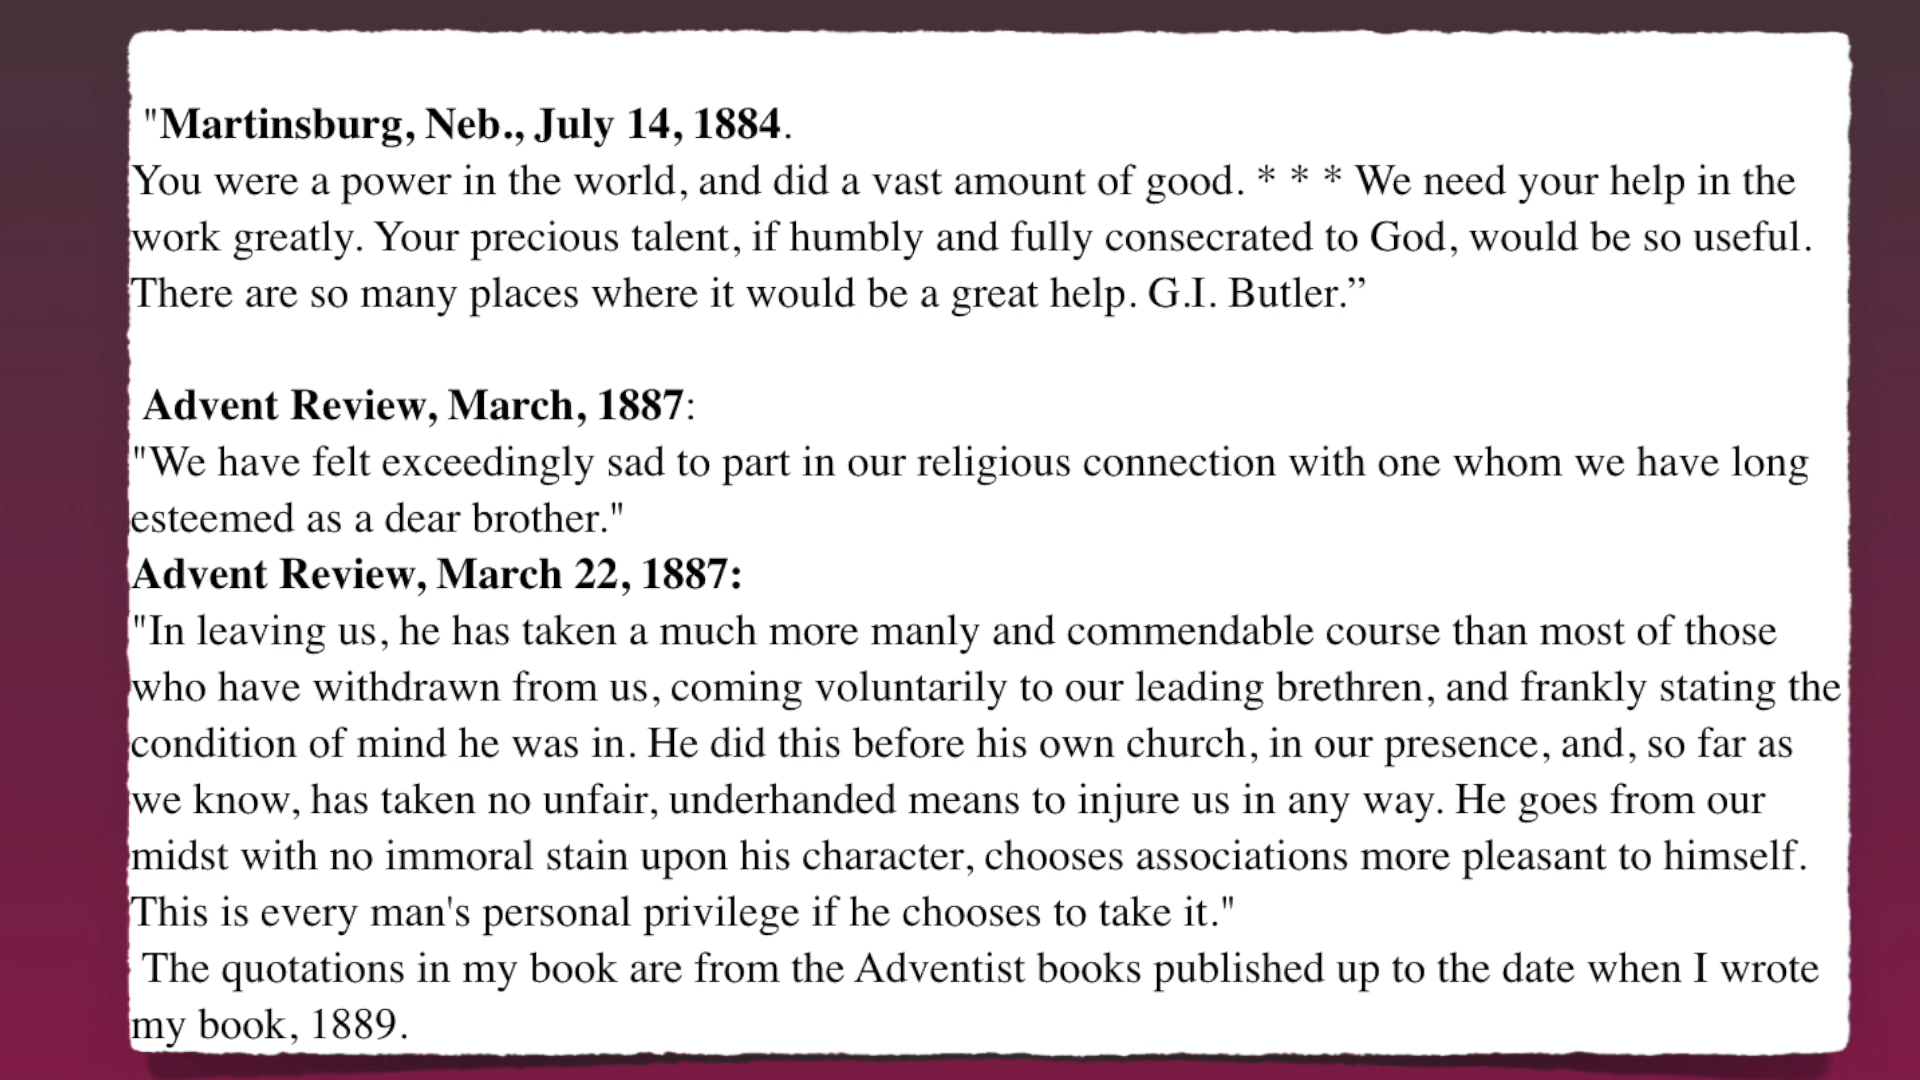 "Martinsburg, Neb., July 14, 1884.
You were a power in the world, and did a vast amount of good. * * * We need your help in the
work greatly. Your precious talent, if humbly and fully consecrated to God, would be so useful.
There are so many places where it would be a great help. G.I. Butler.”
Advent Review, March, 1887:
"We have felt exceedingly sad to part in our religious connection with one whom we have long
esteemed as a dear brother."
Advent Review, March 22, 1887:
"In leaving us, he has taken a much more manly and commendable course than most of those
who have withdrawn from us, coming voluntarily to our leading brethren, and frankly stating the
condition of mind he was in. He did this before his own church, in our presence, and, so far as
we know, has taken no unfair, underhanded means to injure us in any way. He goes from our
midst with no immoral stain upon his character, chooses associations more pleasant to himself.
This is every man's personal privilege if he chooses to take it."
The quotations in my book are from the Adventist books published up to the date when I wrote
my book, 1889.